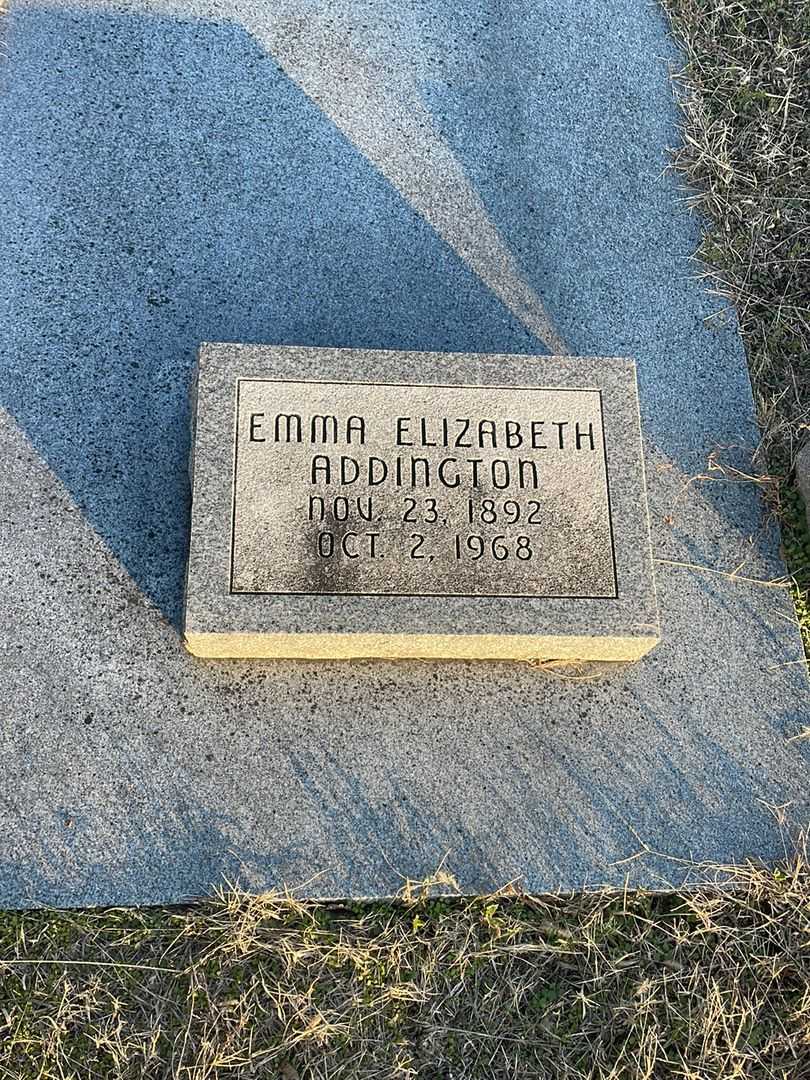 EMMA ELIZABETH
ADDINGTON
NOV. 23, 1892
OCT. 2, 1968